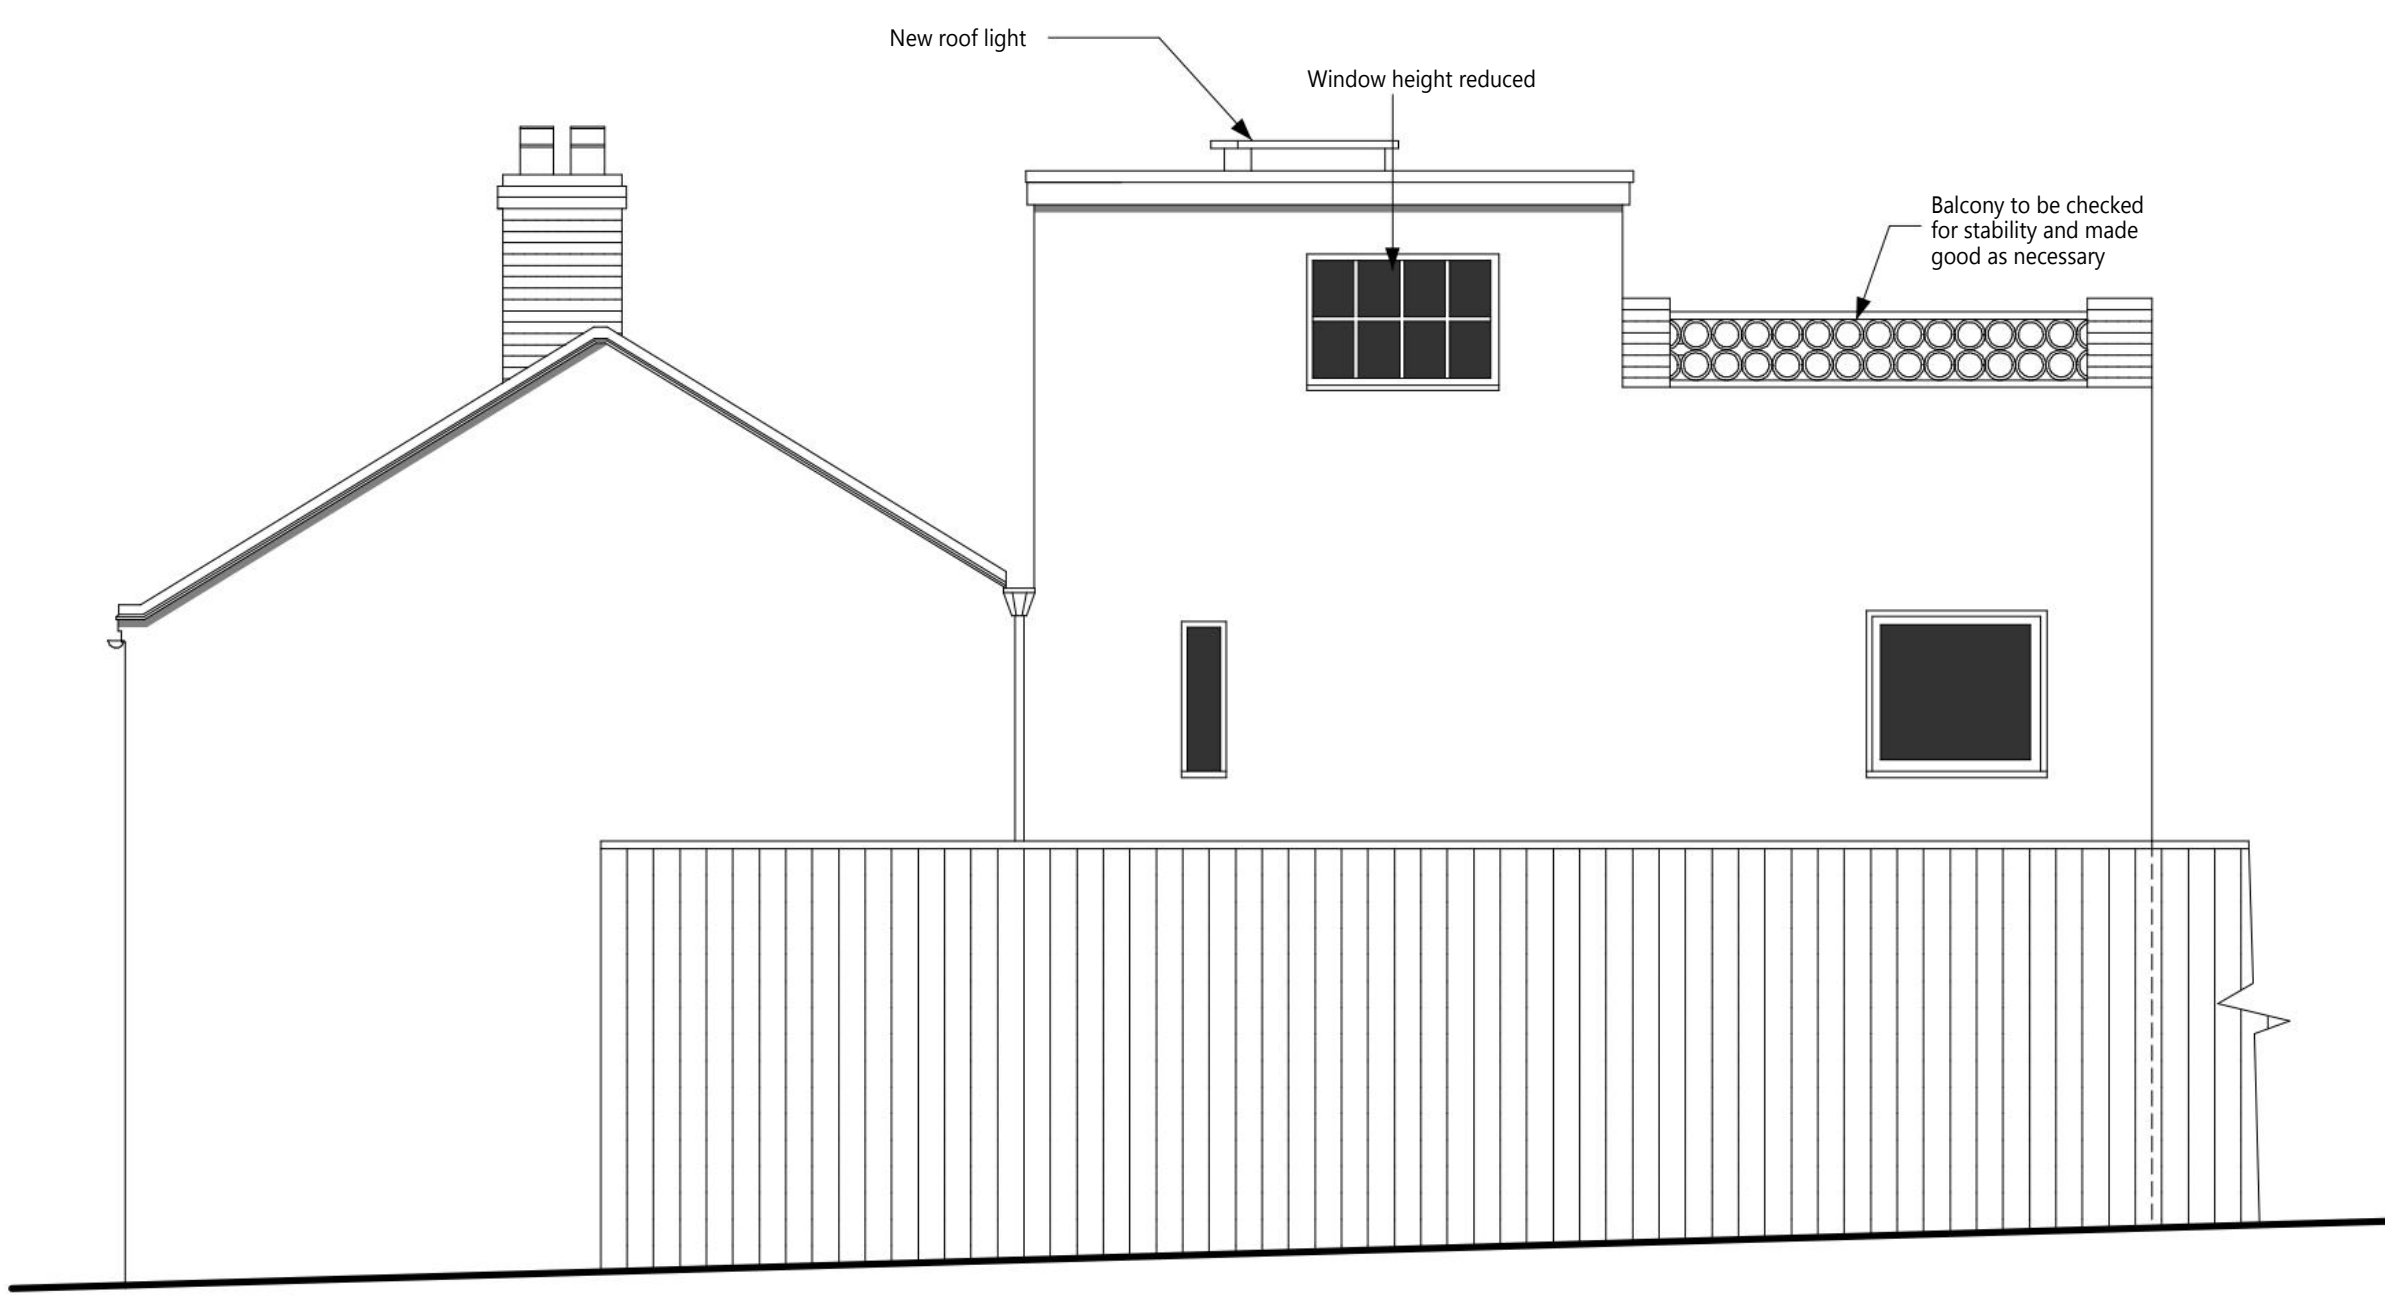 New roof light
Window height reduced
Balcony to be checked
for stability and made
good as necessary